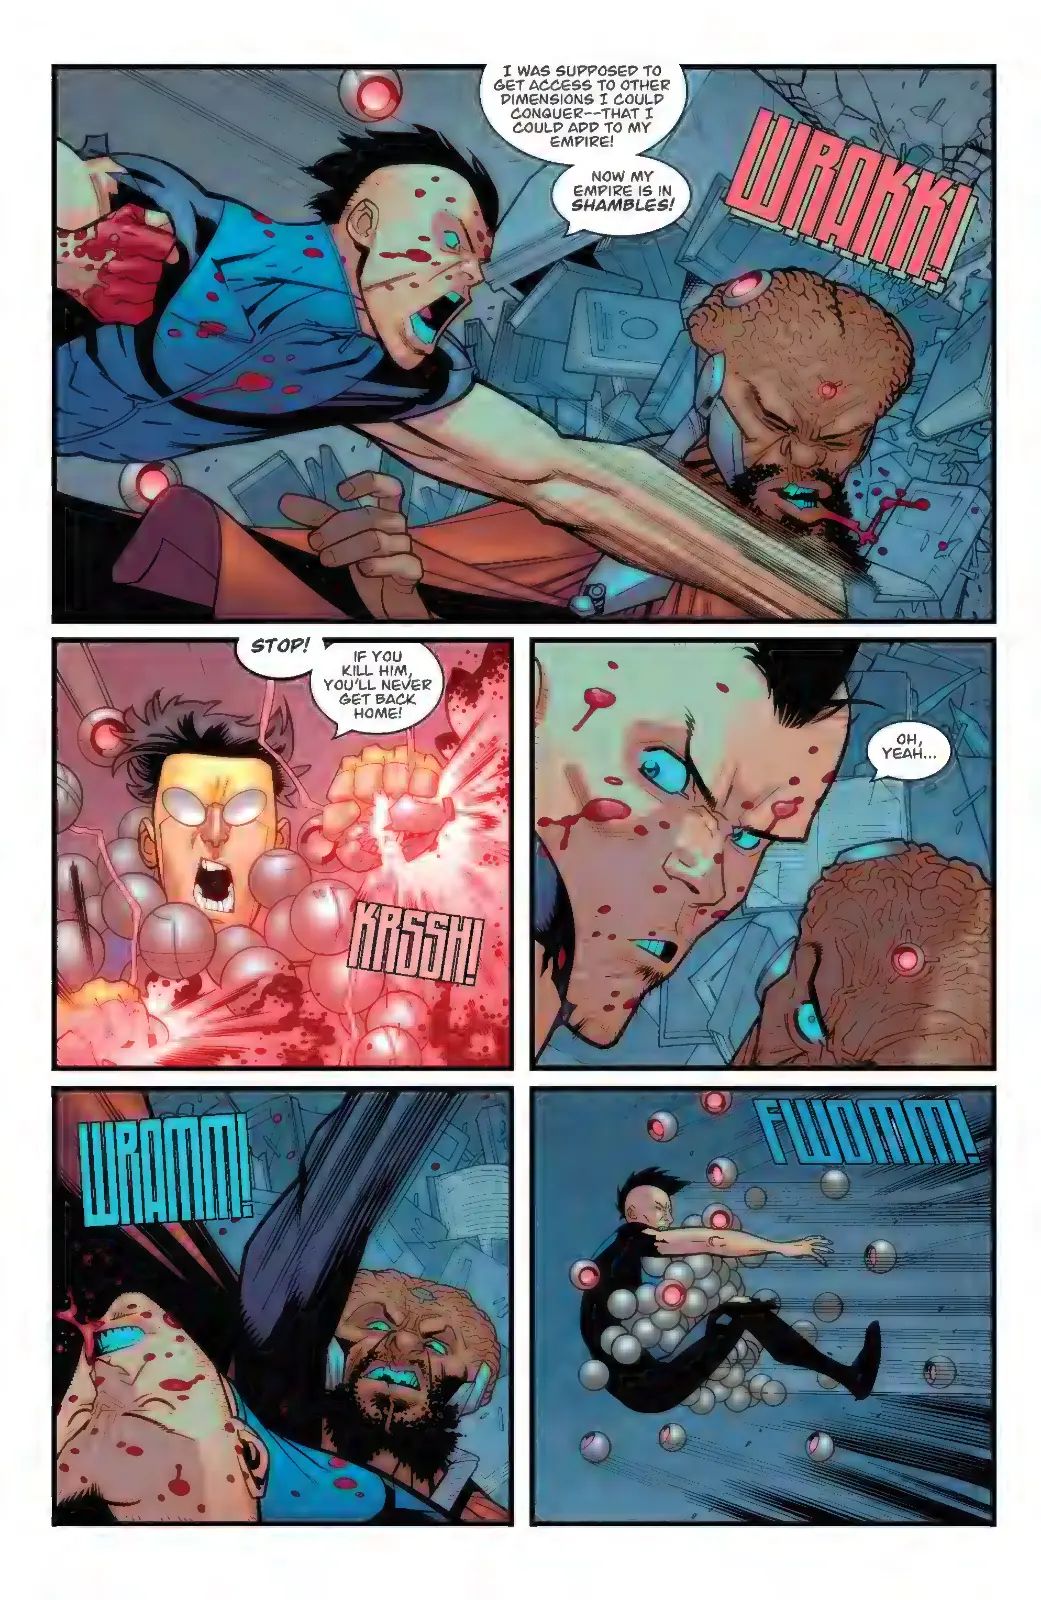 I WAS SUPPOSED TO
GET ACCESS TO OTHER
DIMENSIONS I COULD
CONQUER--THAT I
COULD ADD TO MY
EMPIRE!
NOW MY
EMPIRE IS IN
SHAMBLES!
WRAKK!
STOP!
IF YOU
KILL HIM,
YOU'LL NEVER
GET BACK
HOME!
KRSSH!
OH,
YEAH...
WRAMM!
FWOMM!